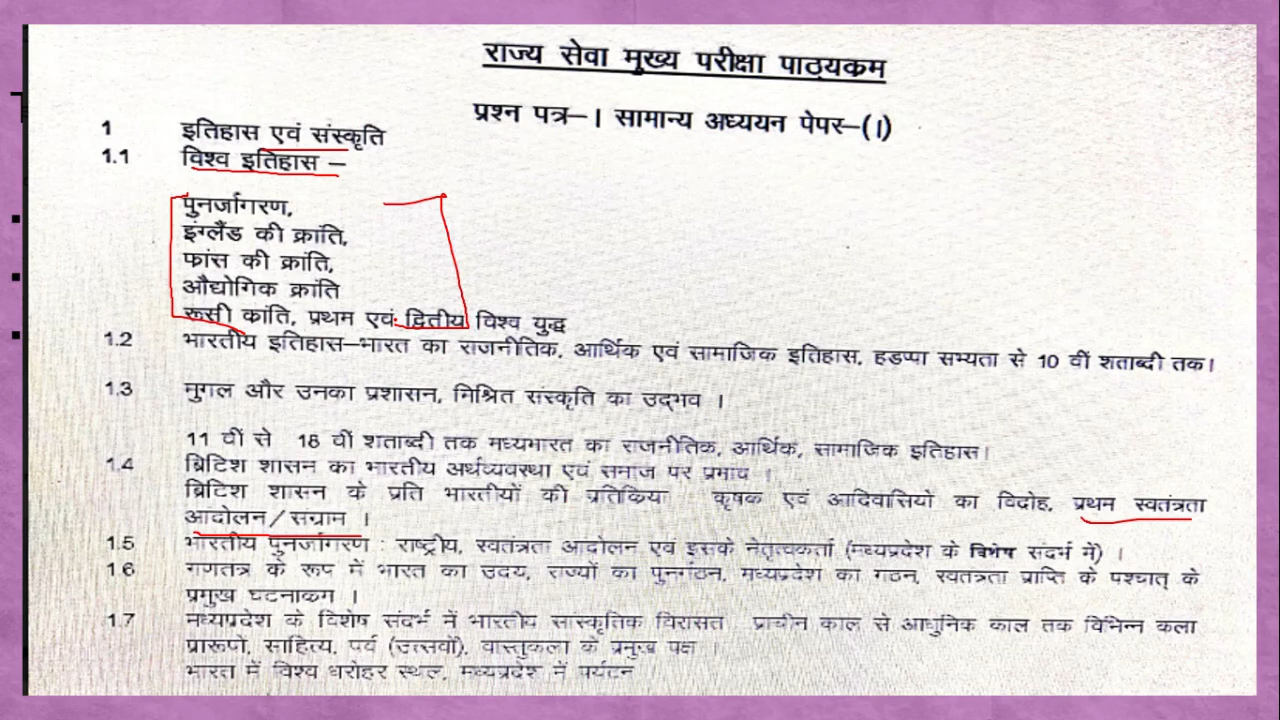 राज्य सेवा मुख्य परीक्षा पाठ्यकम
प्रश्न पत्र–। सामान्य अध्ययन पेपर–(।)
1 इतिहास एवं संस्कृति
1.1 विश्व इतिहास –
पुनर्जागरण,
इंग्लैंड की क्रांति,
फांस की क्रांति,
औद्योगिक क्रांति
रूसी क्रांति, प्रथम एवं द्वितीय विश्व युद्ध
1.2 भारतीय इतिहास–भारत का राजनीतिक, आर्थिक एवं सामाजिक इतिहास, हडप्पा सभ्यता से 10 वीं शताब्दी तक।
1.3 मुगल और उनका प्रशासन, मिश्रित संस्कृति का उद्भव ।
11 वीं से 18 वीं शताब्दी तक मध्यभारत का राजनीतिक, आर्थिक, सामाजिक इतिहास।
1.4 ब्रिटिश शासन का भारतीय अर्थव्यवस्था एवं समाज पर प्रभाव ।
ब्रिटिश शासन के प्रति भारतीयों की प्रतिकिया कृषक एवं आदिवासियों का विद्रोह, प्रथम स्वतंत्रता
आदोलन/संग्राम ।
1.5 भारतीय पुनर्जागरण : राष्ट्रीय, स्वतंत्रता आदोलन एवं इसके नेतृत्वकर्ता (मध्यप्रदेश के विशेष संदर्भ में) ।
1.6 गणतंत्र के रूप में भारत का उदय, राज्यों का पुनर्गठन, मध्यप्रदेश का गठन, स्वतंत्रता प्राप्ति के पश्चात् के
प्रमुख घटनाकम ।
1.7 मध्यप्रदेश के विशेष संदर्भ में भारतीय सांस्कृतिक विरासत प्राचीन काल से आधुनिक काल तक विभिन्न कला
प्रारूपो, साहित्य, पर्व (उत्सवों), वास्तुकला के प्रमुख पक्ष ।
भारत में विश्व धरोहर स्थल, मध्यप्रदेश में पर्यटन